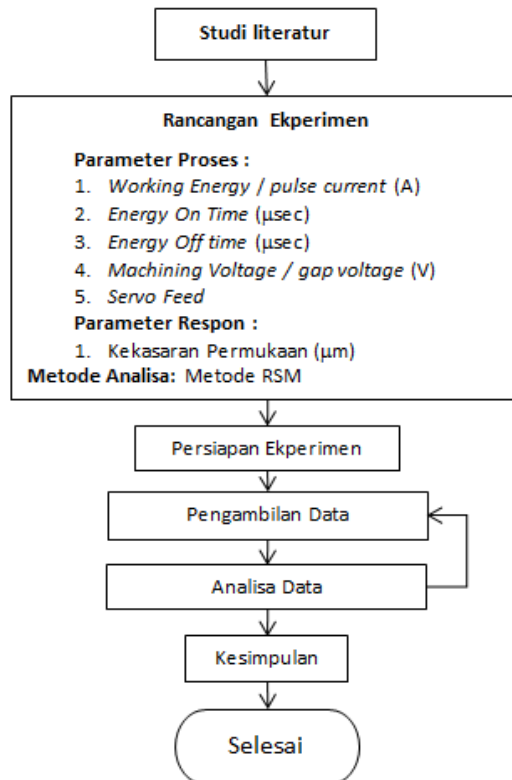 Studi literatur
Rancangan Ekperimen
Parameter Proses :
1. Working Energy / pulse current (A)
2. Energy On Time (μsec)
3. Energy Off time (μsec)
4. Machining Voltage / gap voltage (V)
5. Servo Feed
Parameter Respon :
1. Kekasaran Permukaan (μm)
Metode Analisa: Metode RSM
Persiapan Ekperimen
Pengambilan Data
Analisa Data
Kesimpulan
Selesai